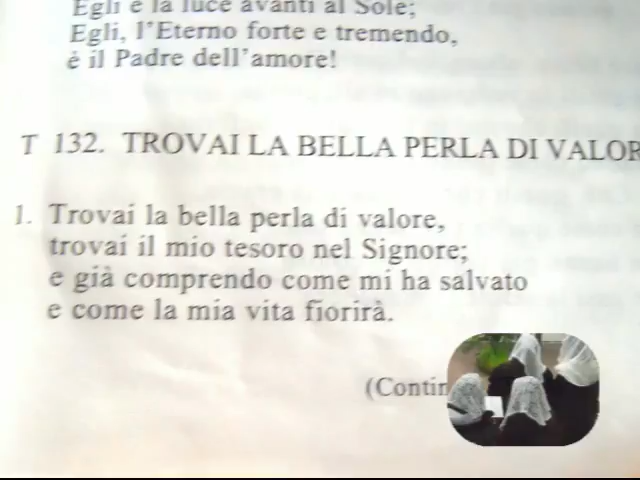 Egli è la luce avanti al Sole;
Egli, l'Eterno forte e tremendo,
è il Padre dell'amore!
T 132. TROVAI LA BELLA PERLA DI VALOR
1. Trovai la bella perla di valore,
trovai il mio tesoro nel Signore;
e già comprendo come mi ha salvato
e come la mia vita fiorirà.
(Contin